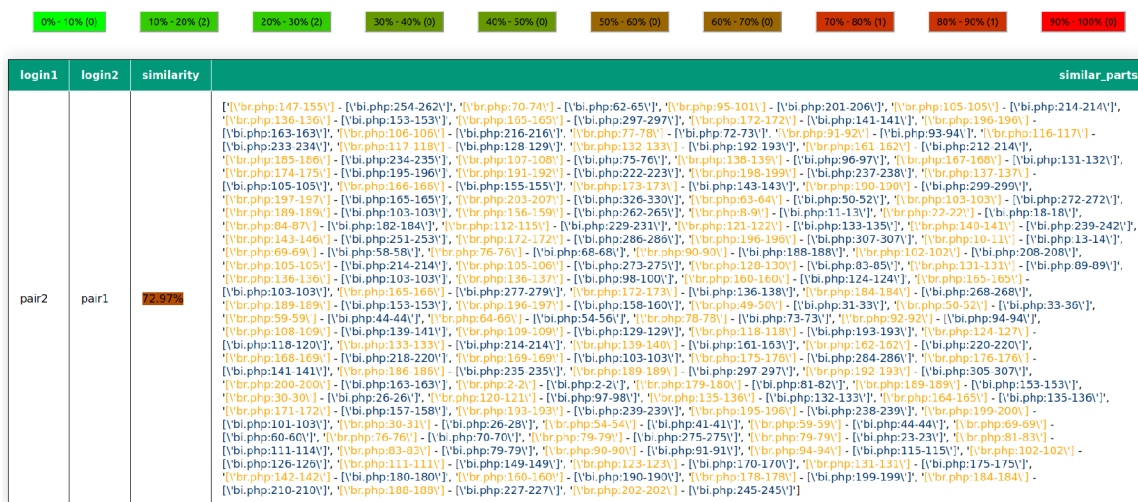 0% - 10% (0) 10% - 20% (2) 20% - 30% (2) 30% - 40% (0) 40% - 50% (0) 50% - 60% (0) 60% - 70% (0) 70% - 80% (1) 80% - 90% (1) 90% - 100% (0)
login1 login2 similarity similar_parts
['[\'br.php:147-155\'] - [\'bi.php:254-262\']', '[\'br.php:70-74\'] - [\'bi.php:62-65\']', '[\'br.php:95-101\'] - [\'bi.php:201-206\']', '[\'br.php:105-105\'] - [\'bi.php:214-214\']',
'[\'br.php:136-136\'] - [\'bi.php:153-153\']', '[\'br.php:165-165\'] - [\'bi.php:297-297\']', '[\'br.php:172-172\'] - [\'bi.php:141-141\']', '[\'br.php:196-196\'] -
[\'bi.php:163-163\']', '[\'br.php:106-106\'] - [\'bi.php:216-216\']', '[\'br.php:77-78\'] - [\'bi.php:72-73\']', '[\'br.php:91-92\'] - [\'bi.php:93-94\']', '[\'br.php:116-117\'] -
[\'bi.php:233-234\']', '[\'br.php:117-118\'] - [\'bi.php:128-129\']', '[\'br.php:132-133\'] - [\'bi.php:192-193\']', '[\'br.php:161-162\'] - [\'bi.php:212-214\']',
'[\'br.php:185-186\'] - [\'bi.php:234-235\']', '[\'br.php:107-108\'] - [\'bi.php:75-76\']', '[\'br.php:138-139\'] - [\'bi.php:96-97\']', '[\'br.php:167-168\'] - [\'bi.php:131-132\']',
'[\'br.php:174-175\'] - [\'bi.php:195-196\']', '[\'br.php:191-192\'] - [\'bi.php:222-223\']', '[\'br.php:198-199\'] - [\'bi.php:237-238\']', '[\'br.php:137-137\'] -
[\'bi.php:105-105\']', '[\'br.php:166-166\'] - [\'bi.php:155-155\']', '[\'br.php:173-173\'] - [\'bi.php:143-143\']', '[\'br.php:190-190\'] - [\'bi.php:299-299\']',
'[\'br.php:197-197\'] - [\'bi.php:165-165\']', '[\'br.php:203-207\'] - [\'bi.php:326-330\']', '[\'br.php:63-64\'] - [\'bi.php:50-52\']', '[\'br.php:103-103\'] - [\'bi.php:272-272\']',
'[\'br.php:189-189\'] - [\'bi.php:103-103\']', '[\'br.php:156-159\'] - [\'bi.php:262-265\']', '[\'br.php:8-9\'] - [\'bi.php:11-13\']', '[\'br.php:22-22\'] - [\'bi.php:18-18\']',
'[\'br.php:84-87\'] - [\'bi.php:182-184\']', '[\'br.php:112-115\'] - [\'bi.php:229-231\']', '[\'br.php:121-122\'] - [\'bi.php:133-135\']', '[\'br.php:140-141\'] - [\'bi.php:239-242\']',
'[\'br.php:143-146\'] - [\'bi.php:251-253\']', '[\'br.php:172-172\'] - [\'bi.php:286-286\']', '[\'br.php:196-196\'] - [\'bi.php:307-307\']', '[\'br.php:10-11\'] - [\'bi.php:13-14\']',
'[\'br.php:69-69\'] - [\'bi.php:58-58\']', '[\'br.php:76-76\'] - [\'bi.php:68-68\']', '[\'br.php:90-90\'] - [\'bi.php:188-188\']', '[\'br.php:102-102\'] - [\'bi.php:208-208\']',
'[\'br.php:105-105\'] - [\'bi.php:214-214\']', '[\'br.php:105-106\'] - [\'bi.php:273-275\']', '[\'br.php:128-130\'] - [\'bi.php:83-85\']', '[\'br.php:131-131\'] - [\'bi.php:89-89\']',
'[\'br.php:136-136\'] - [\'bi.php:103-103\']', '[\'br.php:136-137\'] - [\'bi.php:98-100\']', '[\'br.php:160-160\'] - [\'bi.php:124-124\']', '[\'br.php:165-165\'] -
[\'bi.php:103-103\']', '[\'br.php:165-166\'] - [\'bi.php:277-279\']', '[\'br.php:172-173\'] - [\'bi.php:136-138\']', '[\'br.php:184-184\'] - [\'bi.php:268-268\']',
'[\'br.php:189-189\'] - [\'bi.php:153-153\']', '[\'br.php:196-197\'] - [\'bi.php:158-160\']', '[\'br.php:49-50\'] - [\'bi.php:31-33\']', '[\'br.php:50-52\'] - [\'bi.php:33-36\']',
pair2 pair1 72.97%
'[\'br.php:59-59\'] - [\'bi.php:44-44\']', '[\'br.php:64-66\'] - [\'bi.php:54-56\']', '[\'br.php:78-78\'] - [\'bi.php:73-73\']', '[\'br.php:92-92\'] - [\'bi.php:94-94\']',
'[\'br.php:108-109\'] - [\'bi.php:139-141\']', '[\'br.php:109-109\'] - [\'bi.php:129-129\']', '[\'br.php:118-118\'] - [\'bi.php:193-193\']', '[\'br.php:124-127\'] -
[\'bi.php:118-120\']', '[\'br.php:133-133\'] - [\'bi.php:214-214\']', '[\'br.php:139-140\'] - [\'bi.php:161-163\']', '[\'br.php:162-162\'] - [\'bi.php:220-220\']',
'[\'br.php:168-169\'] - [\'bi.php:218-220\']', '[\'br.php:169-169\'] - [\'bi.php:103-103\']', '[\'br.php:175-176\'] - [\'bi.php:284-286\']', '[\'br.php:176-176\'] -
[\'bi.php:141-141\']', '[\'br.php:186-186\'] - [\'bi.php:235-235\']', '[\'br.php:189-189\'] - [\'bi.php:297-297\']', '[\'br.php:192-193\'] - [\'bi.php:305-307\']',
'[\'br.php:200-200\'] - [\'bi.php:163-163\']', '[\'br.php:2-2\'] - [\'bi.php:2-2\']', '[\'br.php:179-180\'] - [\'bi.php:81-82\']', '[\'br.php:189-189\'] - [\'bi.php:153-153\']',
'[\'br.php:30-30\'] - [\'bi.php:26-26\']', '[\'br.php:120-121\'] - [\'bi.php:97-98\']', '[\'br.php:135-136\'] - [\'bi.php:132-133\']', '[\'br.php:164-165\'] - [\'bi.php:135-136\']',
'[\'br.php:171-172\'] - [\'bi.php:157-158\']', '[\'br.php:193-193\'] - [\'bi.php:239-239\']', '[\'br.php:195-196\'] - [\'bi.php:238-239\']', '[\'br.php:199-200\'] -
[\'bi.php:101-103\']', '[\'br.php:30-31\'] - [\'bi.php:26-28\']', '[\'br.php:54-54\'] - [\'bi.php:41-41\']', '[\'br.php:59-59\'] - [\'bi.php:44-44\']', '[\'br.php:69-69\'] -
[\'bi.php:60-60\']', '[\'br.php:76-76\'] - [\'bi.php:70-70\']', '[\'br.php:79-79\'] - [\'bi.php:275-275\']', '[\'br.php:79-79\'] - [\'bi.php:23-23\']', '[\'br.php:81-83\'] -
[\'bi.php:111-114\']', '[\'br.php:83-83\'] - [\'bi.php:79-79\']', '[\'br.php:90-90\'] - [\'bi.php:91-91\']', '[\'br.php:94-94\'] - [\'bi.php:115-115\']', '[\'br.php:102-102\'] -
[\'bi.php:126-126\']', '[\'br.php:111-111\'] - [\'bi.php:149-149\']', '[\'br.php:123-123\'] - [\'bi.php:170-170\']', '[\'br.php:131-131\'] - [\'bi.php:175-175\']',
'[\'br.php:142-142\'] - [\'bi.php:180-180\']', '[\'br.php:160-160\'] - [\'bi.php:190-190\']', '[\'br.php:178-178\'] - [\'bi.php:199-199\']', '[\'br.php:184-184\'] -
[\'bi.php:210-210\']', '[\'br.php:188-188\'] - [\'bi.php:227-227\']', '[\'br.php:202-202\'] - [\'bi.php:245-245\']']